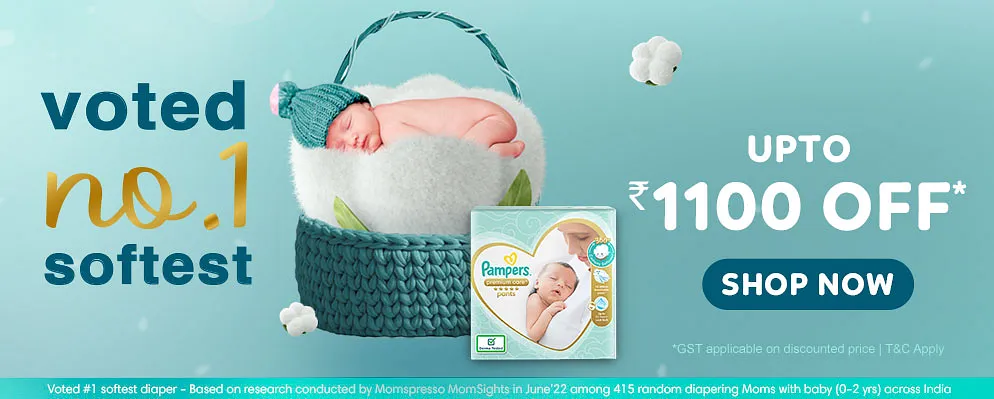 voted
no.1
softest
Pampers
premium care
pants
UPTO
₹1100 OFF*
SHOP NOW
*GST applicable on discounted price | T&C Apply
Voted #1 softest diaper – Based on research conducted by Momspresso MomSights in June'22 among 415 random diapering Moms with baby (0–2 yrs) across India